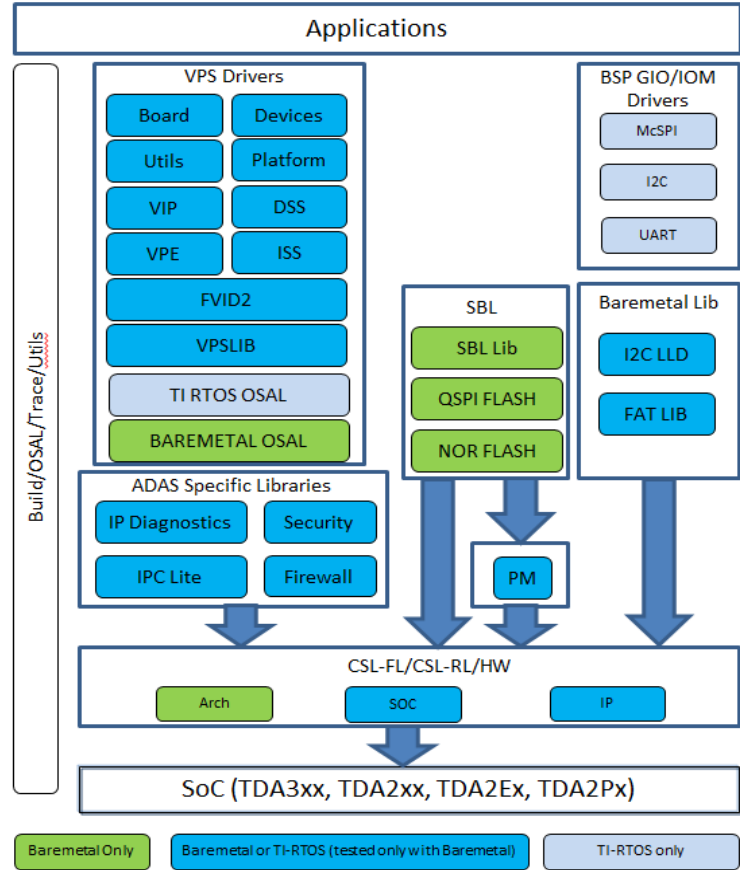 Applications
Build/OSAL/Trace/Utils
VPS Drivers
Board
Devices
Utils
Platform
VIP
DSS
VPE
ISS
FVID2
VPSLIB
TI RTOS OSAL
BAREMETAL OSAL
BSP GIO/IOM
Drivers
McSPI
I2C
UART
SBL
SBL Lib
QSPI FLASH
NOR FLASH
Baremetal Lib
I2C LLD
FAT LIB
ADAS Specific Libraries
IP Diagnostics
Security
IPC Lite
Firewall
PM
CSL-FL/CSL-RL/HW
Arch
SOC
IP
SoC (TDA3xx, TDA2xx, TDA2Ex, TDA2Px)
Baremetal Only
Baremetal or TI-RTOS (tested only with Baremetal)
TI-RTOS only